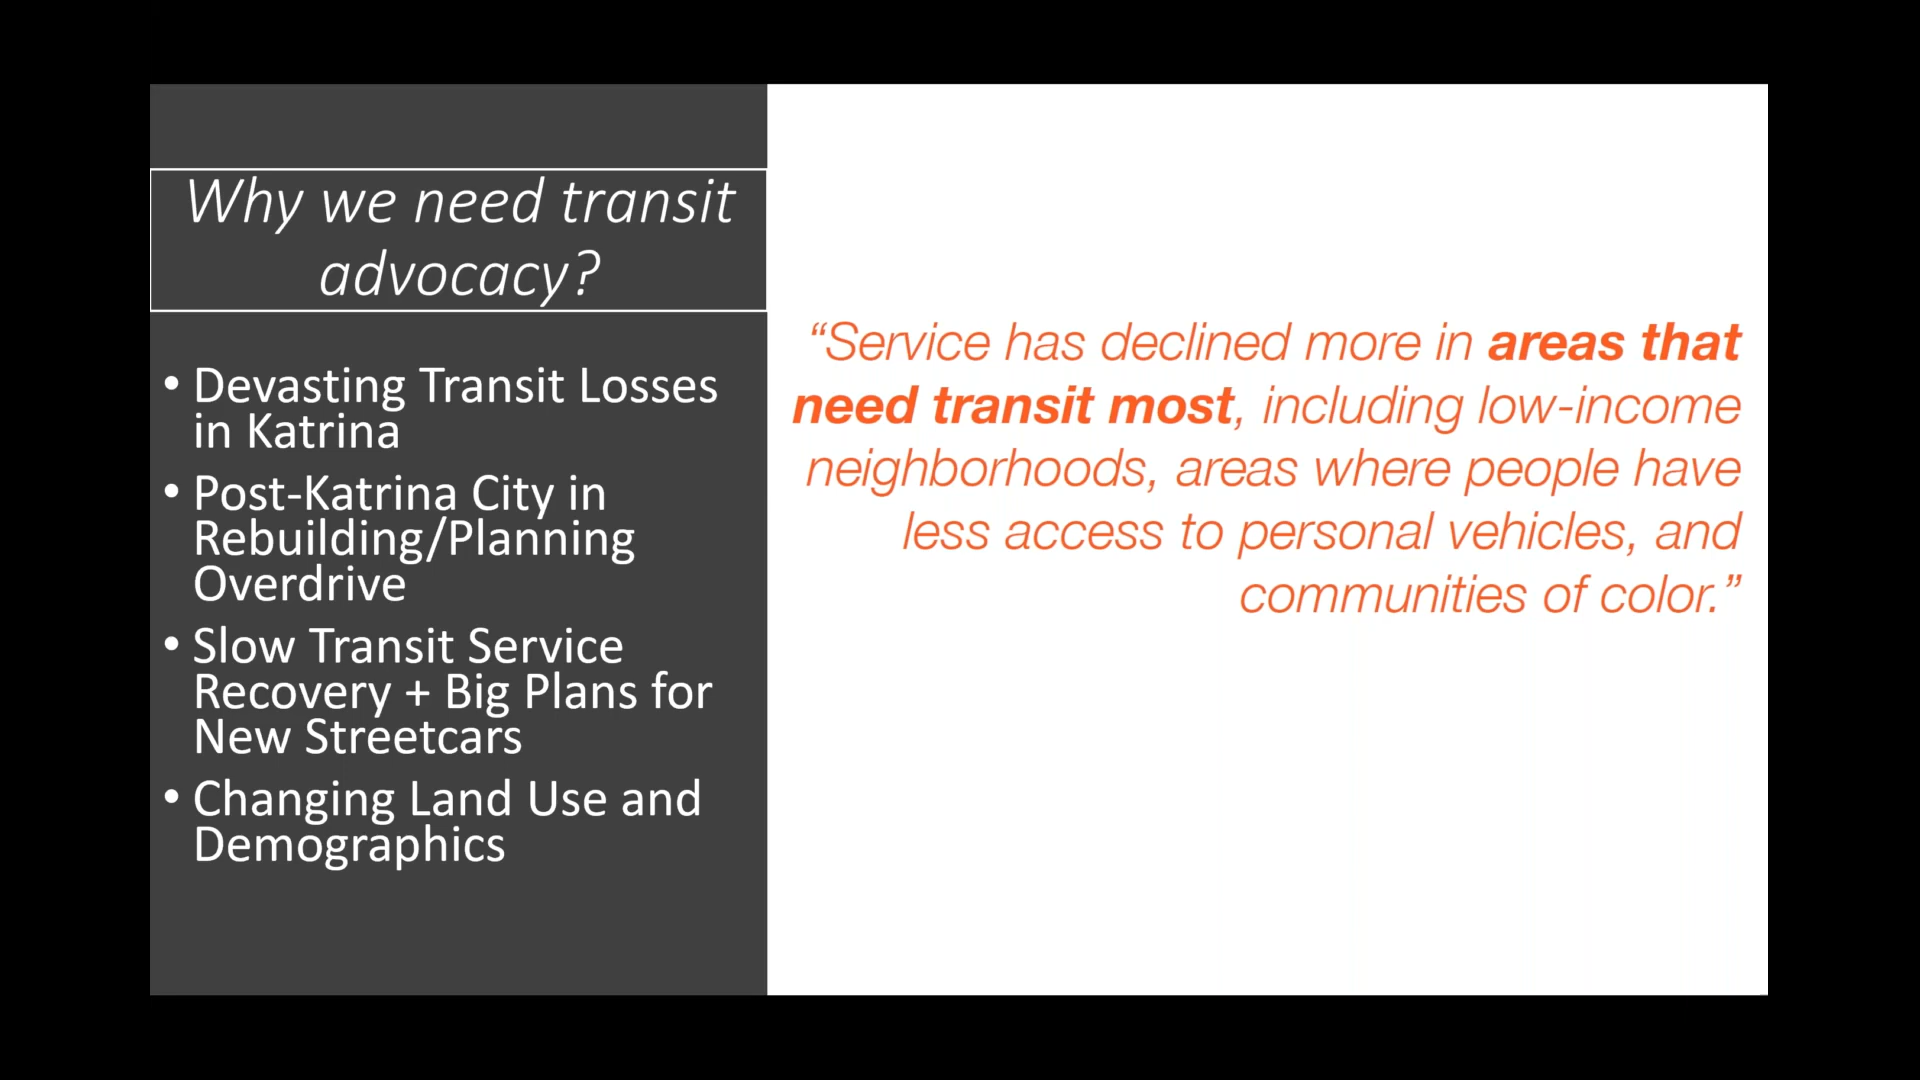 Why we need transit
advocacy?
• Devasting Transit Losses
in Katrina
• Post-Katrina City in
Rebuilding/Planning
Overdrive
• Slow Transit Service
Recovery + Big Plans for
New Streetcars
• Changing Land Use and
Demographics
“Service has declined more in areas that
need transit most, including low-income
neighborhoods, areas where people have
less access to personal vehicles, and
communities of color.”